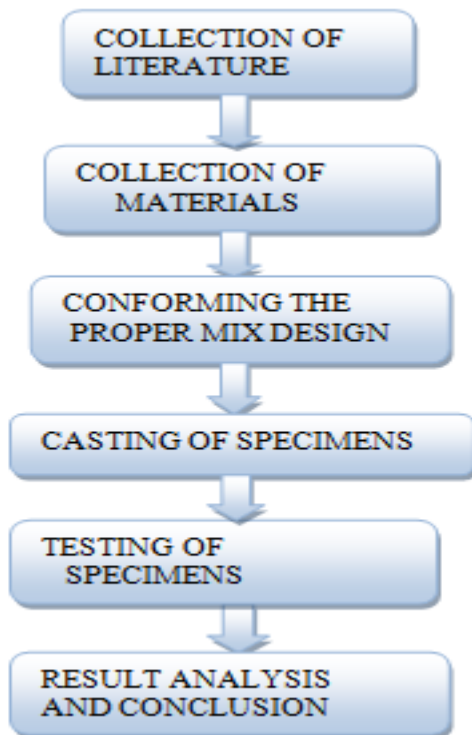 COLLECTION OF
LITERATURE
COLLECTION OF
MATERIALS
CONFORMING THE
PROPER MIX DESIGN
CASTING OF SPECIMENS
TESTING OF
SPECIMENS
RESULT ANALYSIS
AND CONCLUSION